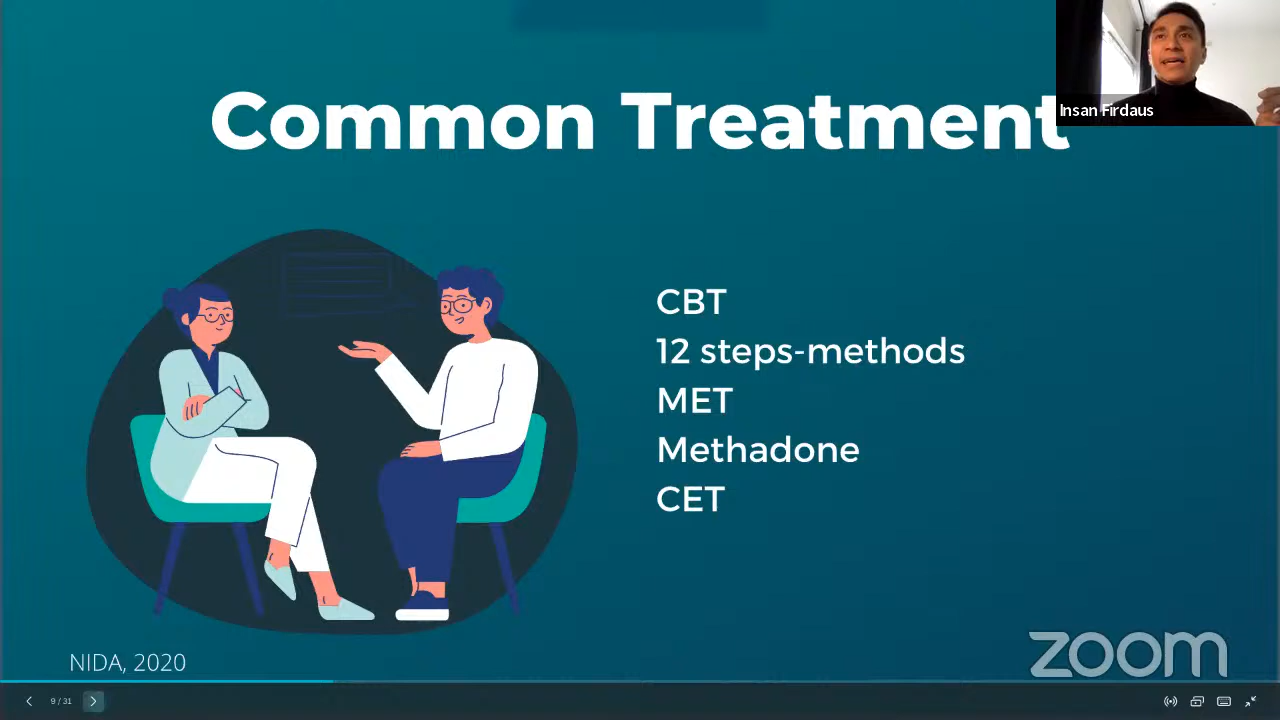 Common Treatment
Insan Firdaus
CBT
12 steps-methods
MET
Methadone
CET
NIDA, 2020
zoom
9 / 31